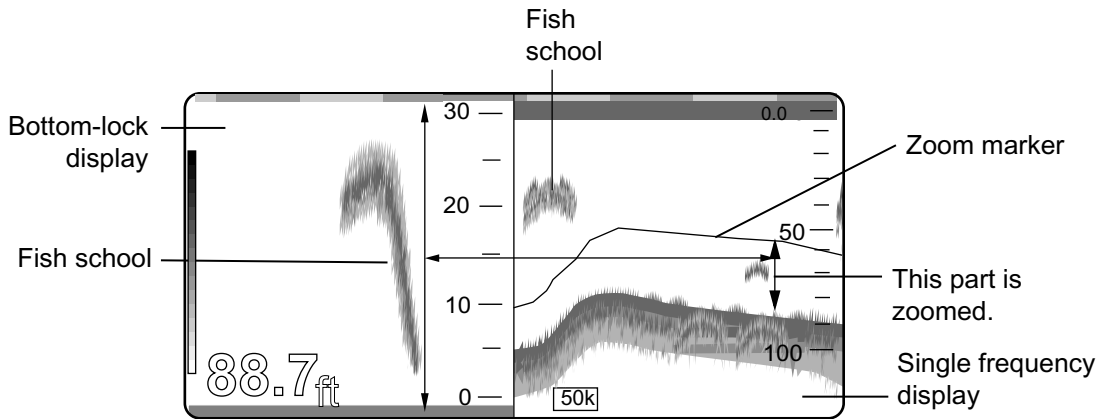 Fish
school
Bottom-lock
display
Fish school
30
20
10
0
88.7ft
0.0
50
100
50k
Zoom marker
This part is
zoomed.
Single frequency
display